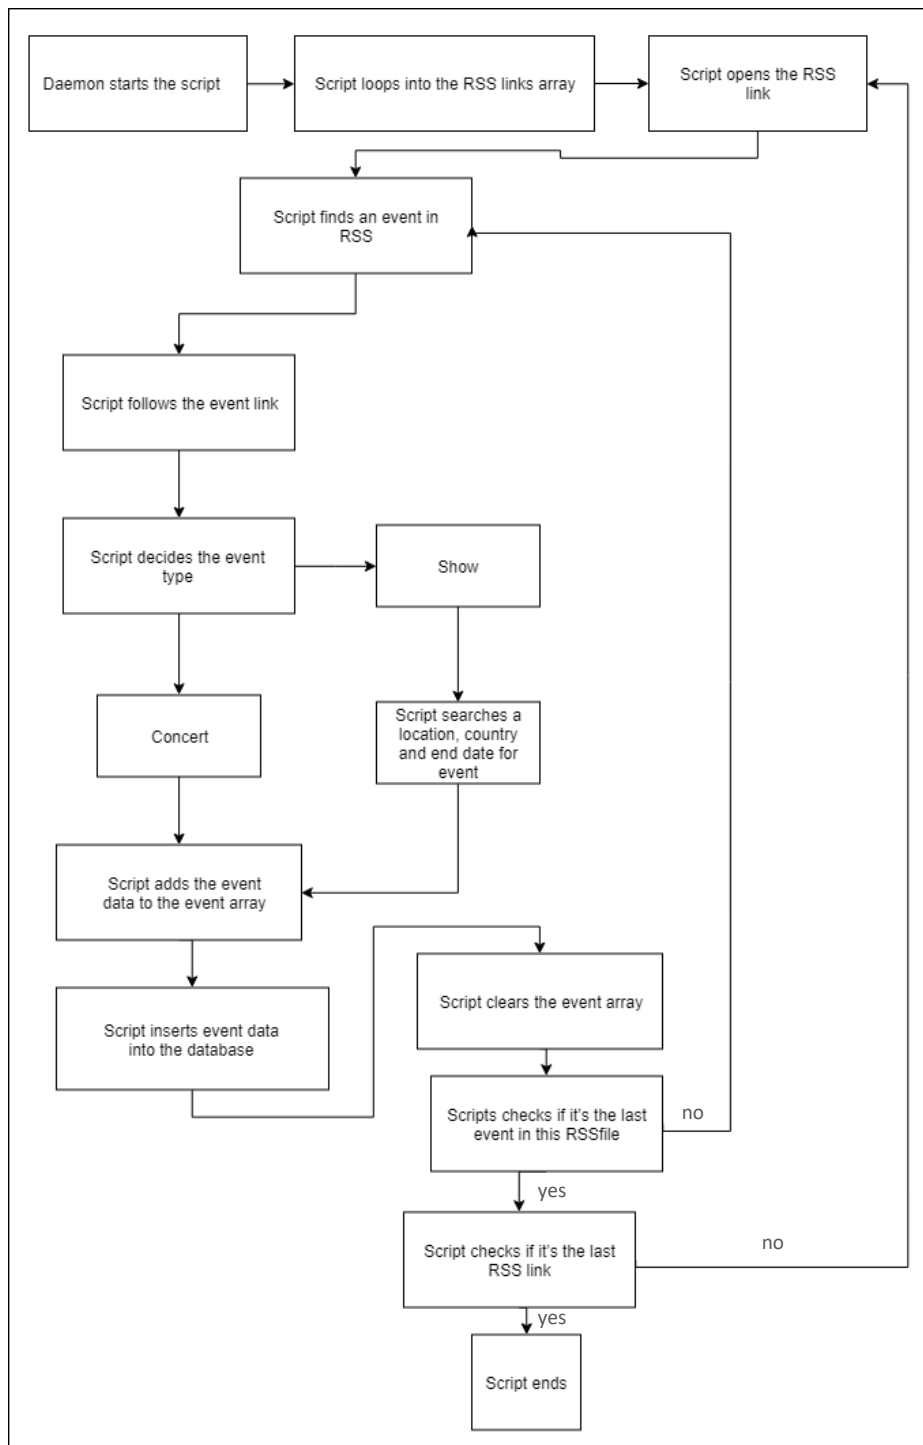 Daemon starts the script
Script loops into the RSS links array
Script opens the RSS
link
Script finds an event in
RSS
Script follows the event link
Script decides the event
type
Show
Concert
Script searches a
location, country
and end date for
event
Script adds the event
data to the event array
Script inserts event data
into the database
Script clears the event array
Scripts checks if it's the last
event in this RSSfile
no
yes
Script checks if it's the last
RSS link
no
yes
Script ends